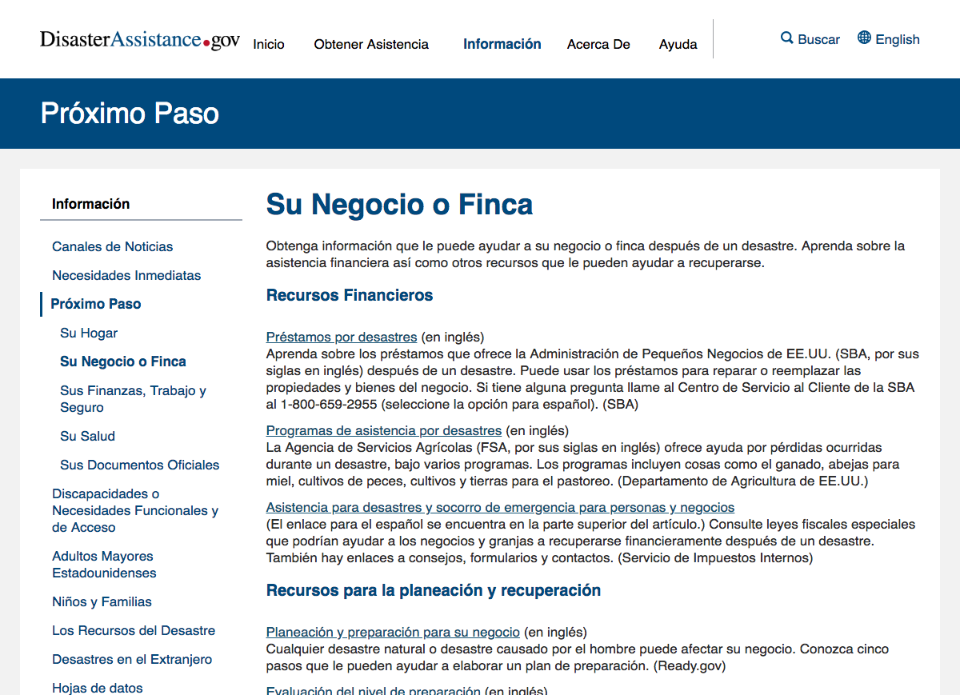 DisasterAssistance.gov
Inicio
Obtener Asistencia
Información
Acerca De
Ayuda
Buscar
English
Próximo Paso
Información
Canales de Noticias
Necesidades Inmediatas
Próximo Paso
Su Hogar
Su Negocio o Finca
Sus Finanzas, Trabajo y
Seguro
Su Salud
Sus Documentos Oficiales
Discapacidades o
Necesidades Funcionales y
de Acceso
Adultos Mayores
Estadounidenses
Niños y Familias
Los Recursos del Desastre
Desastres en el Extranjero
Hojas de datos
Su Negocio o Finca
Obtenga información que le puede ayudar a su negocio o finca después de un desastre. Aprenda sobre la
asistencia financiera así como otros recursos que le pueden ayudar a recuperarse.
Recursos Financieros
Préstamos por desastres (en inglés)
Aprenda sobre los préstamos que ofrece la Administración de Pequeños Negocios de EE.UU. (SBA, por sus
siglas en inglés) después de un desastre. Puede usar los préstamos para reparar o reemplazar las
propiedades y bienes del negocio. Si tiene alguna pregunta llame al Centro de Servicio al Cliente de la SBA
al 1-800-659-2955 (seleccione la opción para español). (SBA)
Programas de asistencia por desastres (en inglés)
La Agencia de Servicios Agrícolas (FSA, por sus siglas en inglés) ofrece ayuda por pérdidas ocurridas
durante un desastre, bajo varios programas. Los programas incluyen cosas como el ganado, abejas para
miel, cultivos de peces, cultivos y tierras para el pastoreo. (Departamento de Agricultura de EE.UU.)
Asistencia para desastres y socorro de emergencia para personas y negocios
(El enlace para el español se encuentra en la parte superior del artículo.) Consulte leyes fiscales especiales
que podrían ayudar a los negocios y granjas a recuperarse financieramente después de un desastre.
También hay enlaces a consejos, formularios y contactos. (Servicio de Impuestos Internos)
Recursos para la planeación y recuperación
Planeación y preparación para su negocio (en inglés)
Cualquier desastre natural o desastre causado por el hombre puede afectar su negocio. Conozca cinco
pasos que le pueden ayudar a elaborar un plan de preparación. (Ready.gov)
Evaluación del nivel de preparación (en inglés)